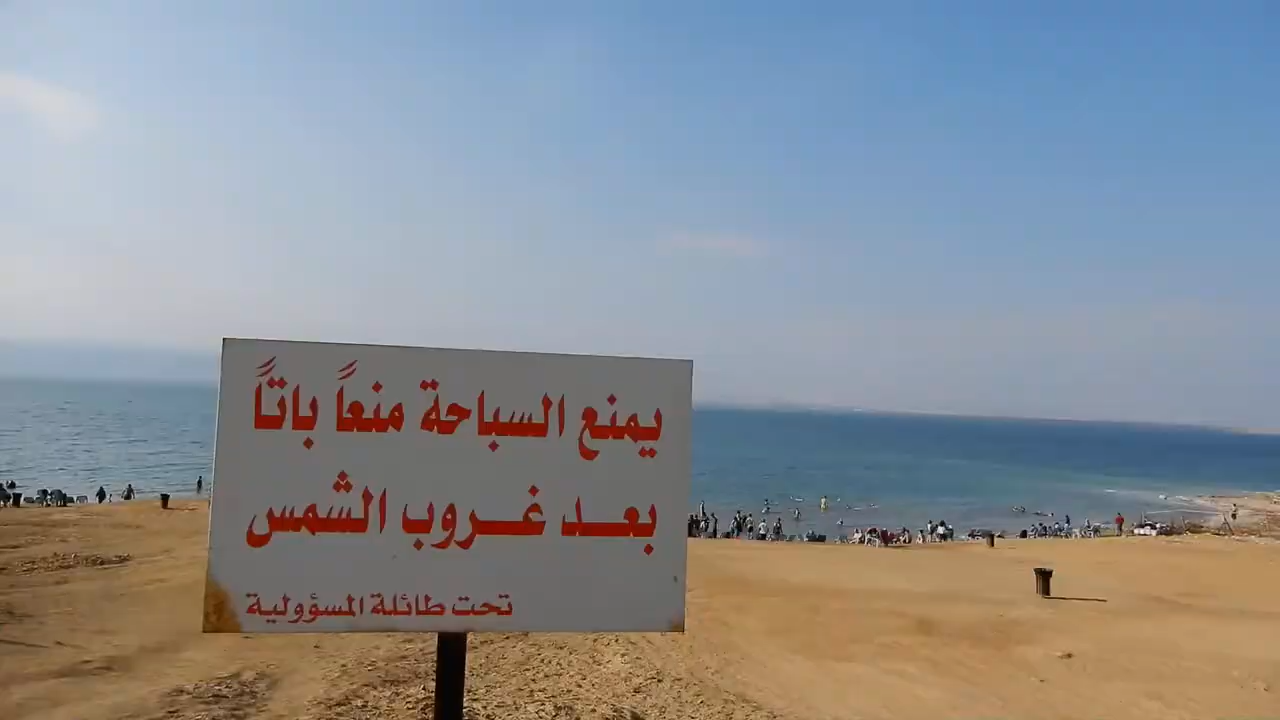 يمنع السباحة منعاً باتاً
بعد غروب الشمس
تحت طائلة المسؤولية